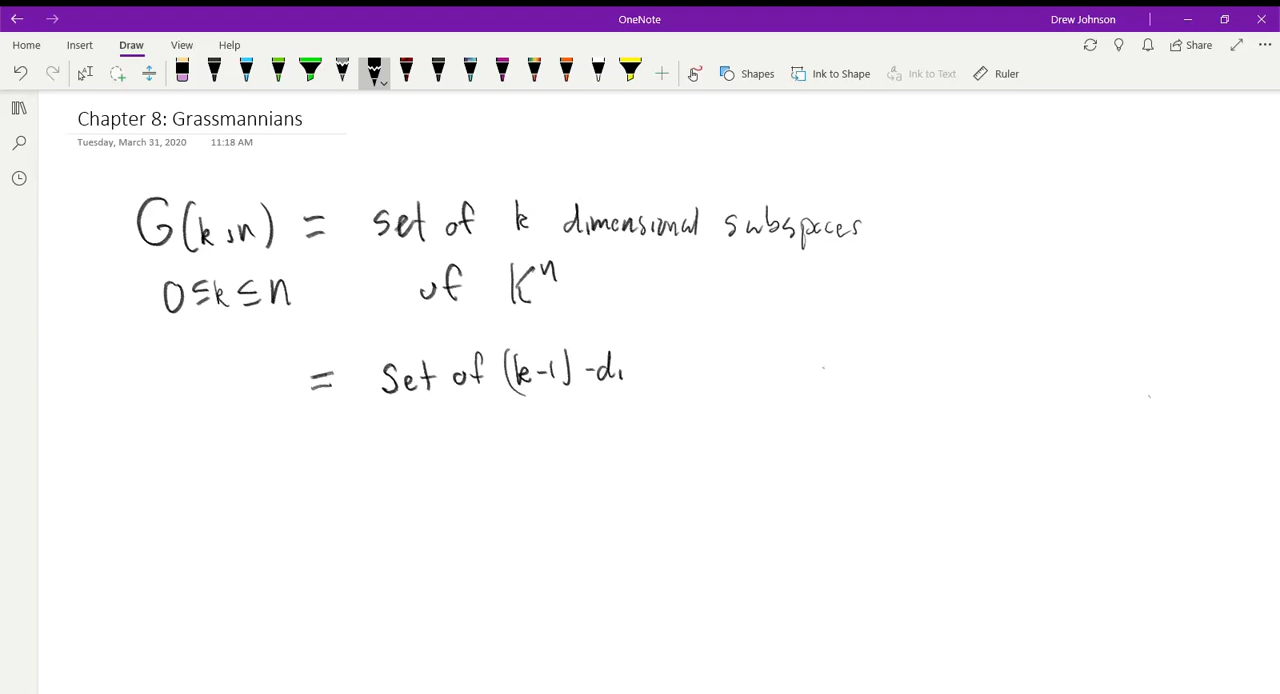 OneNote
Drew Johnson
Home Insert Draw View Help
Share
Shapes Ink to Shape Ink to Text Ruler
Chapter 8: Grassmannians
Tuesday, March 31, 2020 11:18 AM
G(k,n) = set of k dimensional subspaces
0≤k≤n of K^n
= set of (k-1)-di